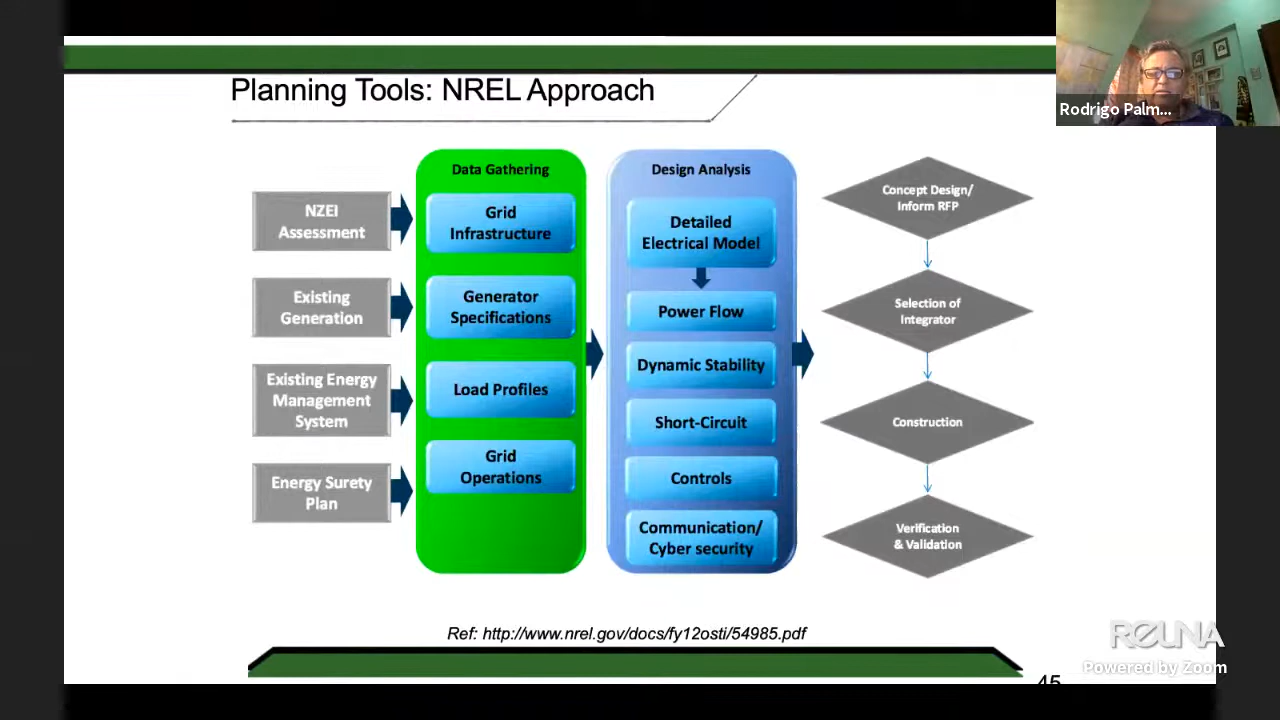 Planning Tools: NREL Approach
Rodrigo Palm...
NZEI
Assessment
Existing
Generation
Existing Energy
Management
System
Energy Surety
Plan
Data Gathering
Grid
Infrastructure
Generator
Specifications
Load Profiles
Grid
Operations
Design Analysis
Detailed
Electrical Model
Power Flow
Dynamic Stability
Short-Circuit
Controls
Communication/
Cyber security
Concept Design/
Inform RFP
Selection of
Integrator
Construction
Verification
& Validation
Ref: http://www.nrel.gov/docs/fy12osti/54985.pdf
REUNA
Powered by Zoom
45